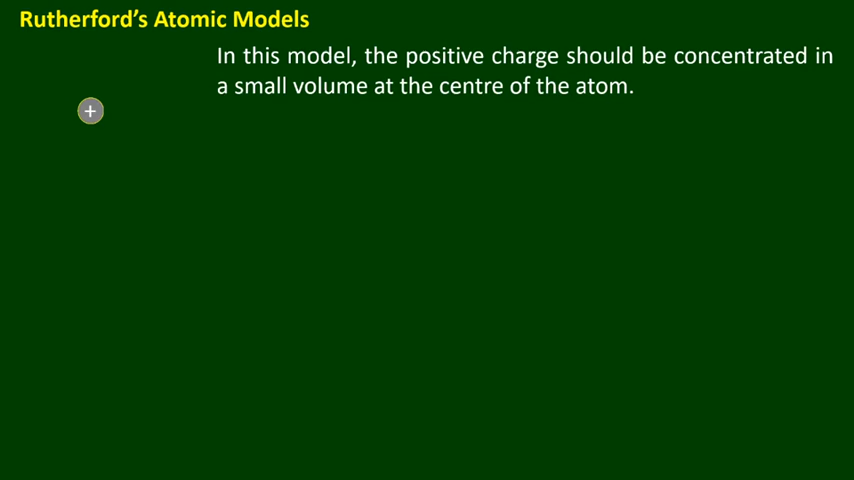 Rutherford's Atomic Models
In this model, the positive charge should be concentrated in
a small volume at the centre of the atom.
+